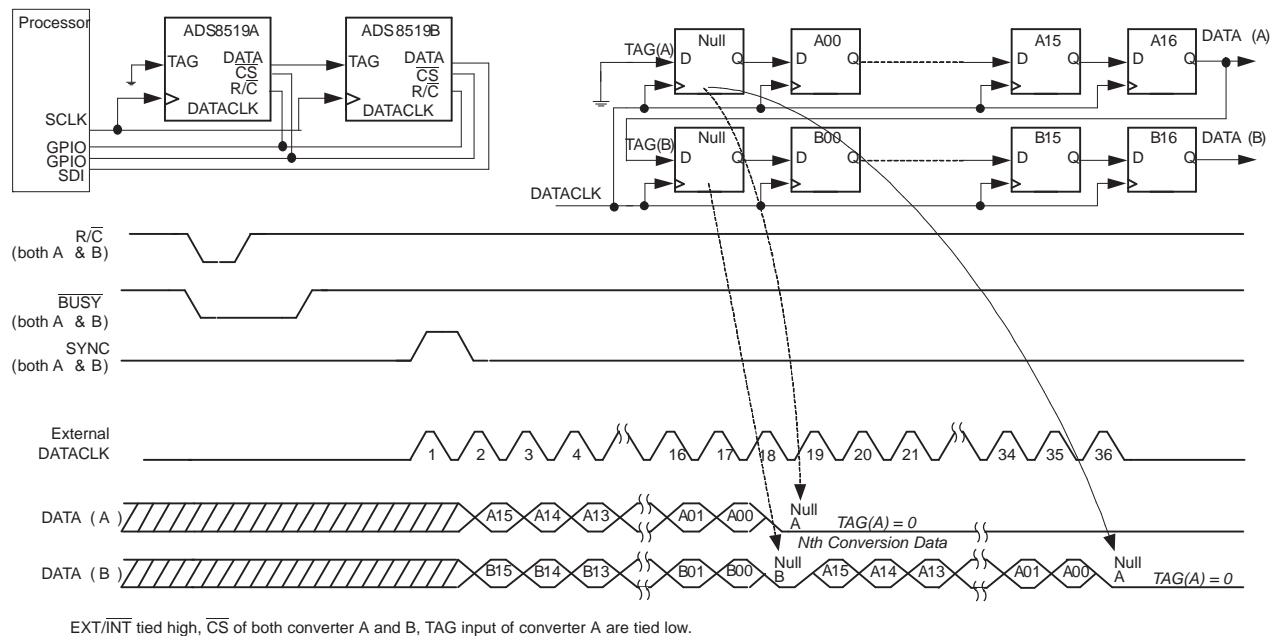 Processor
ADS8519A
TAG
DATA
CS
R/C
DATACLK
ADS8519B
TAG
DATA
CS
R/C
DATACLK
SCLK
GPIO
GPIO
SDI
TAG(A)
Null
D
Q
A00
D
Q
A15
D
Q
A16
D
Q
DATA (A)
TAG(B)
Null
D
Q
B00
D
Q
B15
D
Q
B16
D
Q
DATA (B)
DATACLK
R/C
(both A & B)
BUSY
(both A & B)
SYNC
(both A & B)
External
DATACLK
1 2 3 4 16 17 18 19 20 21 34 35 36
DATA (A)
A15 A14 A13 A01 A00
Null
A
TAG(A) = 0
Nth Conversion Data
DATA (B)
B15 B14 B13 B01 B00
Null
B
A15 A14 A13 A01 A00
Null
A
TAG(A) = 0
EXT/INT tied high, CS of both converter A and B, TAG input of converter A are tied low.